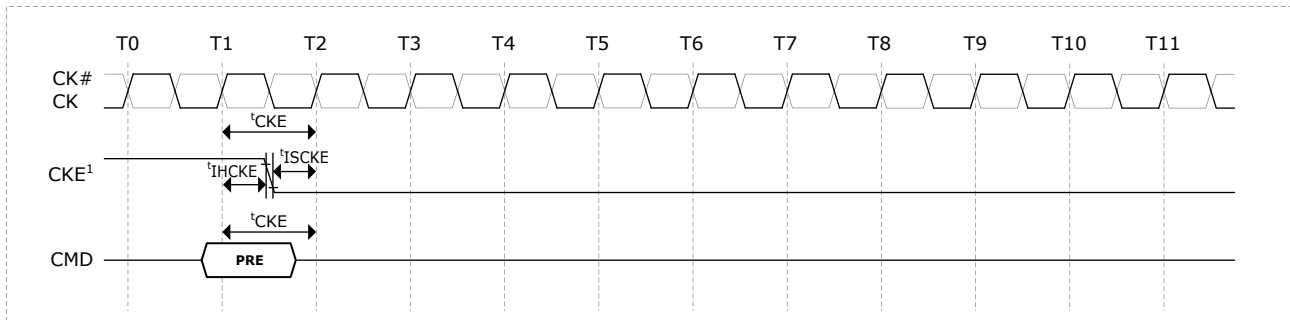 T0 T1 T2 T3 T4 T5 T6 T7 T8 T9 T10 T11
CK#
CK
tCKE
tISCKE
CKE1
tIHCKE
tCKE
CMD
PRE